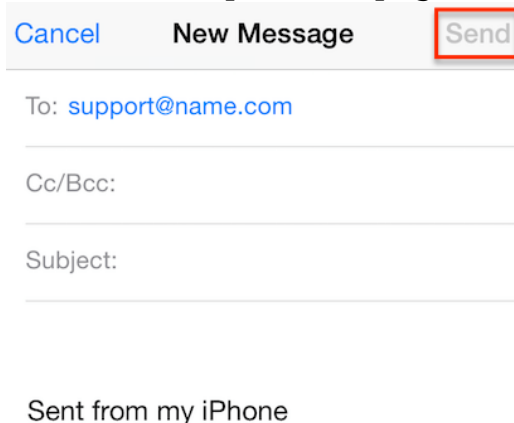 Cancel New Message Send
To: support@name.com
Cc/Bcc:
Subject:
Sent from my iPhone